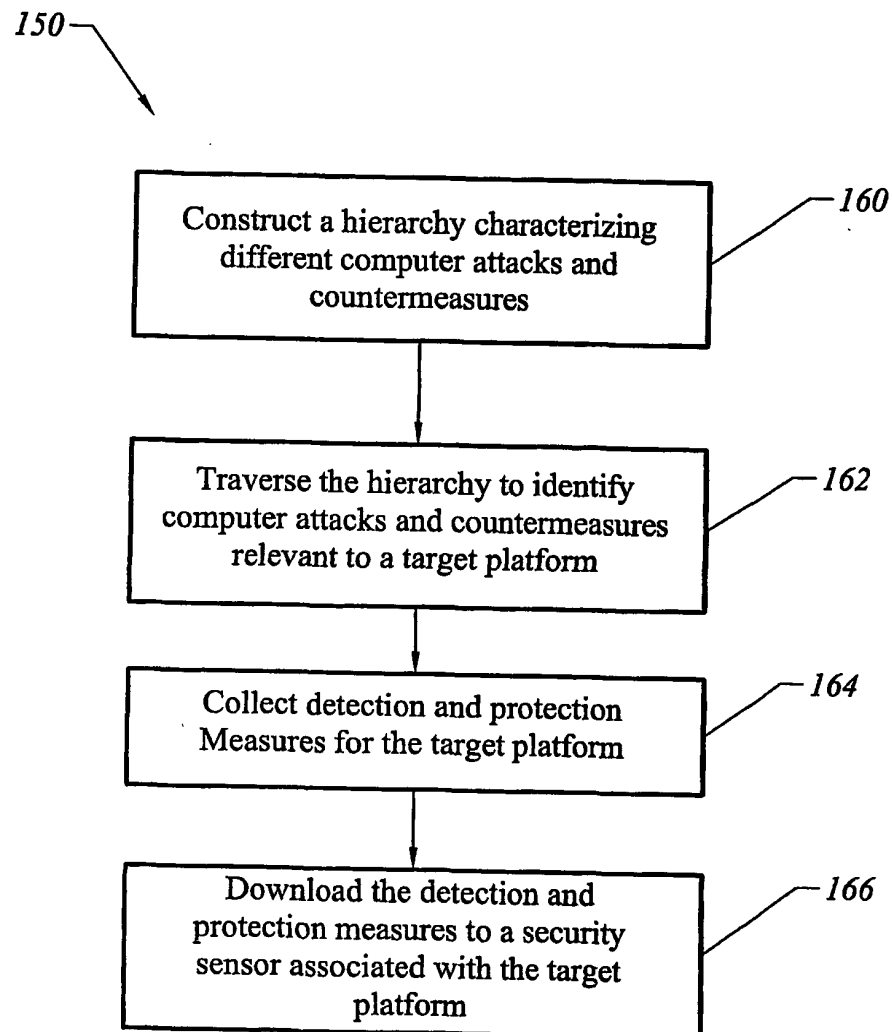 150
Construct a hierarchy characterizing
different computer attacks and
countermeasures
160
Traverse the hierarchy to identify
computer attacks and countermeasures
relevant to a target platform
162
Collect detection and protection
Measures for the target platform
164
Download the detection and
protection measures to a security
sensor associated with the target
platform
166